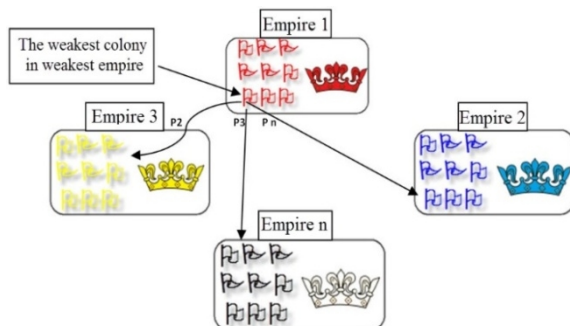 Empire 1
The weakest colony
in weakest empire
Empire 3
P2
P3
P n
Empire 2
Empire n